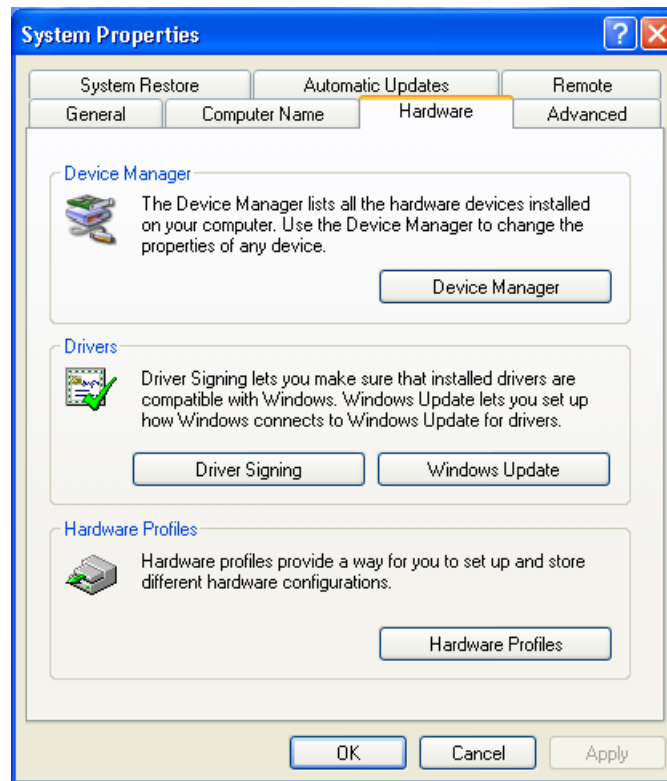 System Properties
System Restore
Automatic Updates
Remote
General
Computer Name
Hardware
Advanced
Device Manager
The Device Manager lists all the hardware devices installed
on your computer. Use the Device Manager to change the
properties of any device.
Device Manager
Drivers
Driver Signing lets you make sure that installed drivers are
compatible with Windows. Windows Update lets you set up
how Windows connects to Windows Update for drivers.
Driver Signing
Windows Update
Hardware Profiles
Hardware profiles provide a way for you to set up and store
different hardware configurations.
Hardware Profiles
OK
Cancel
Apply